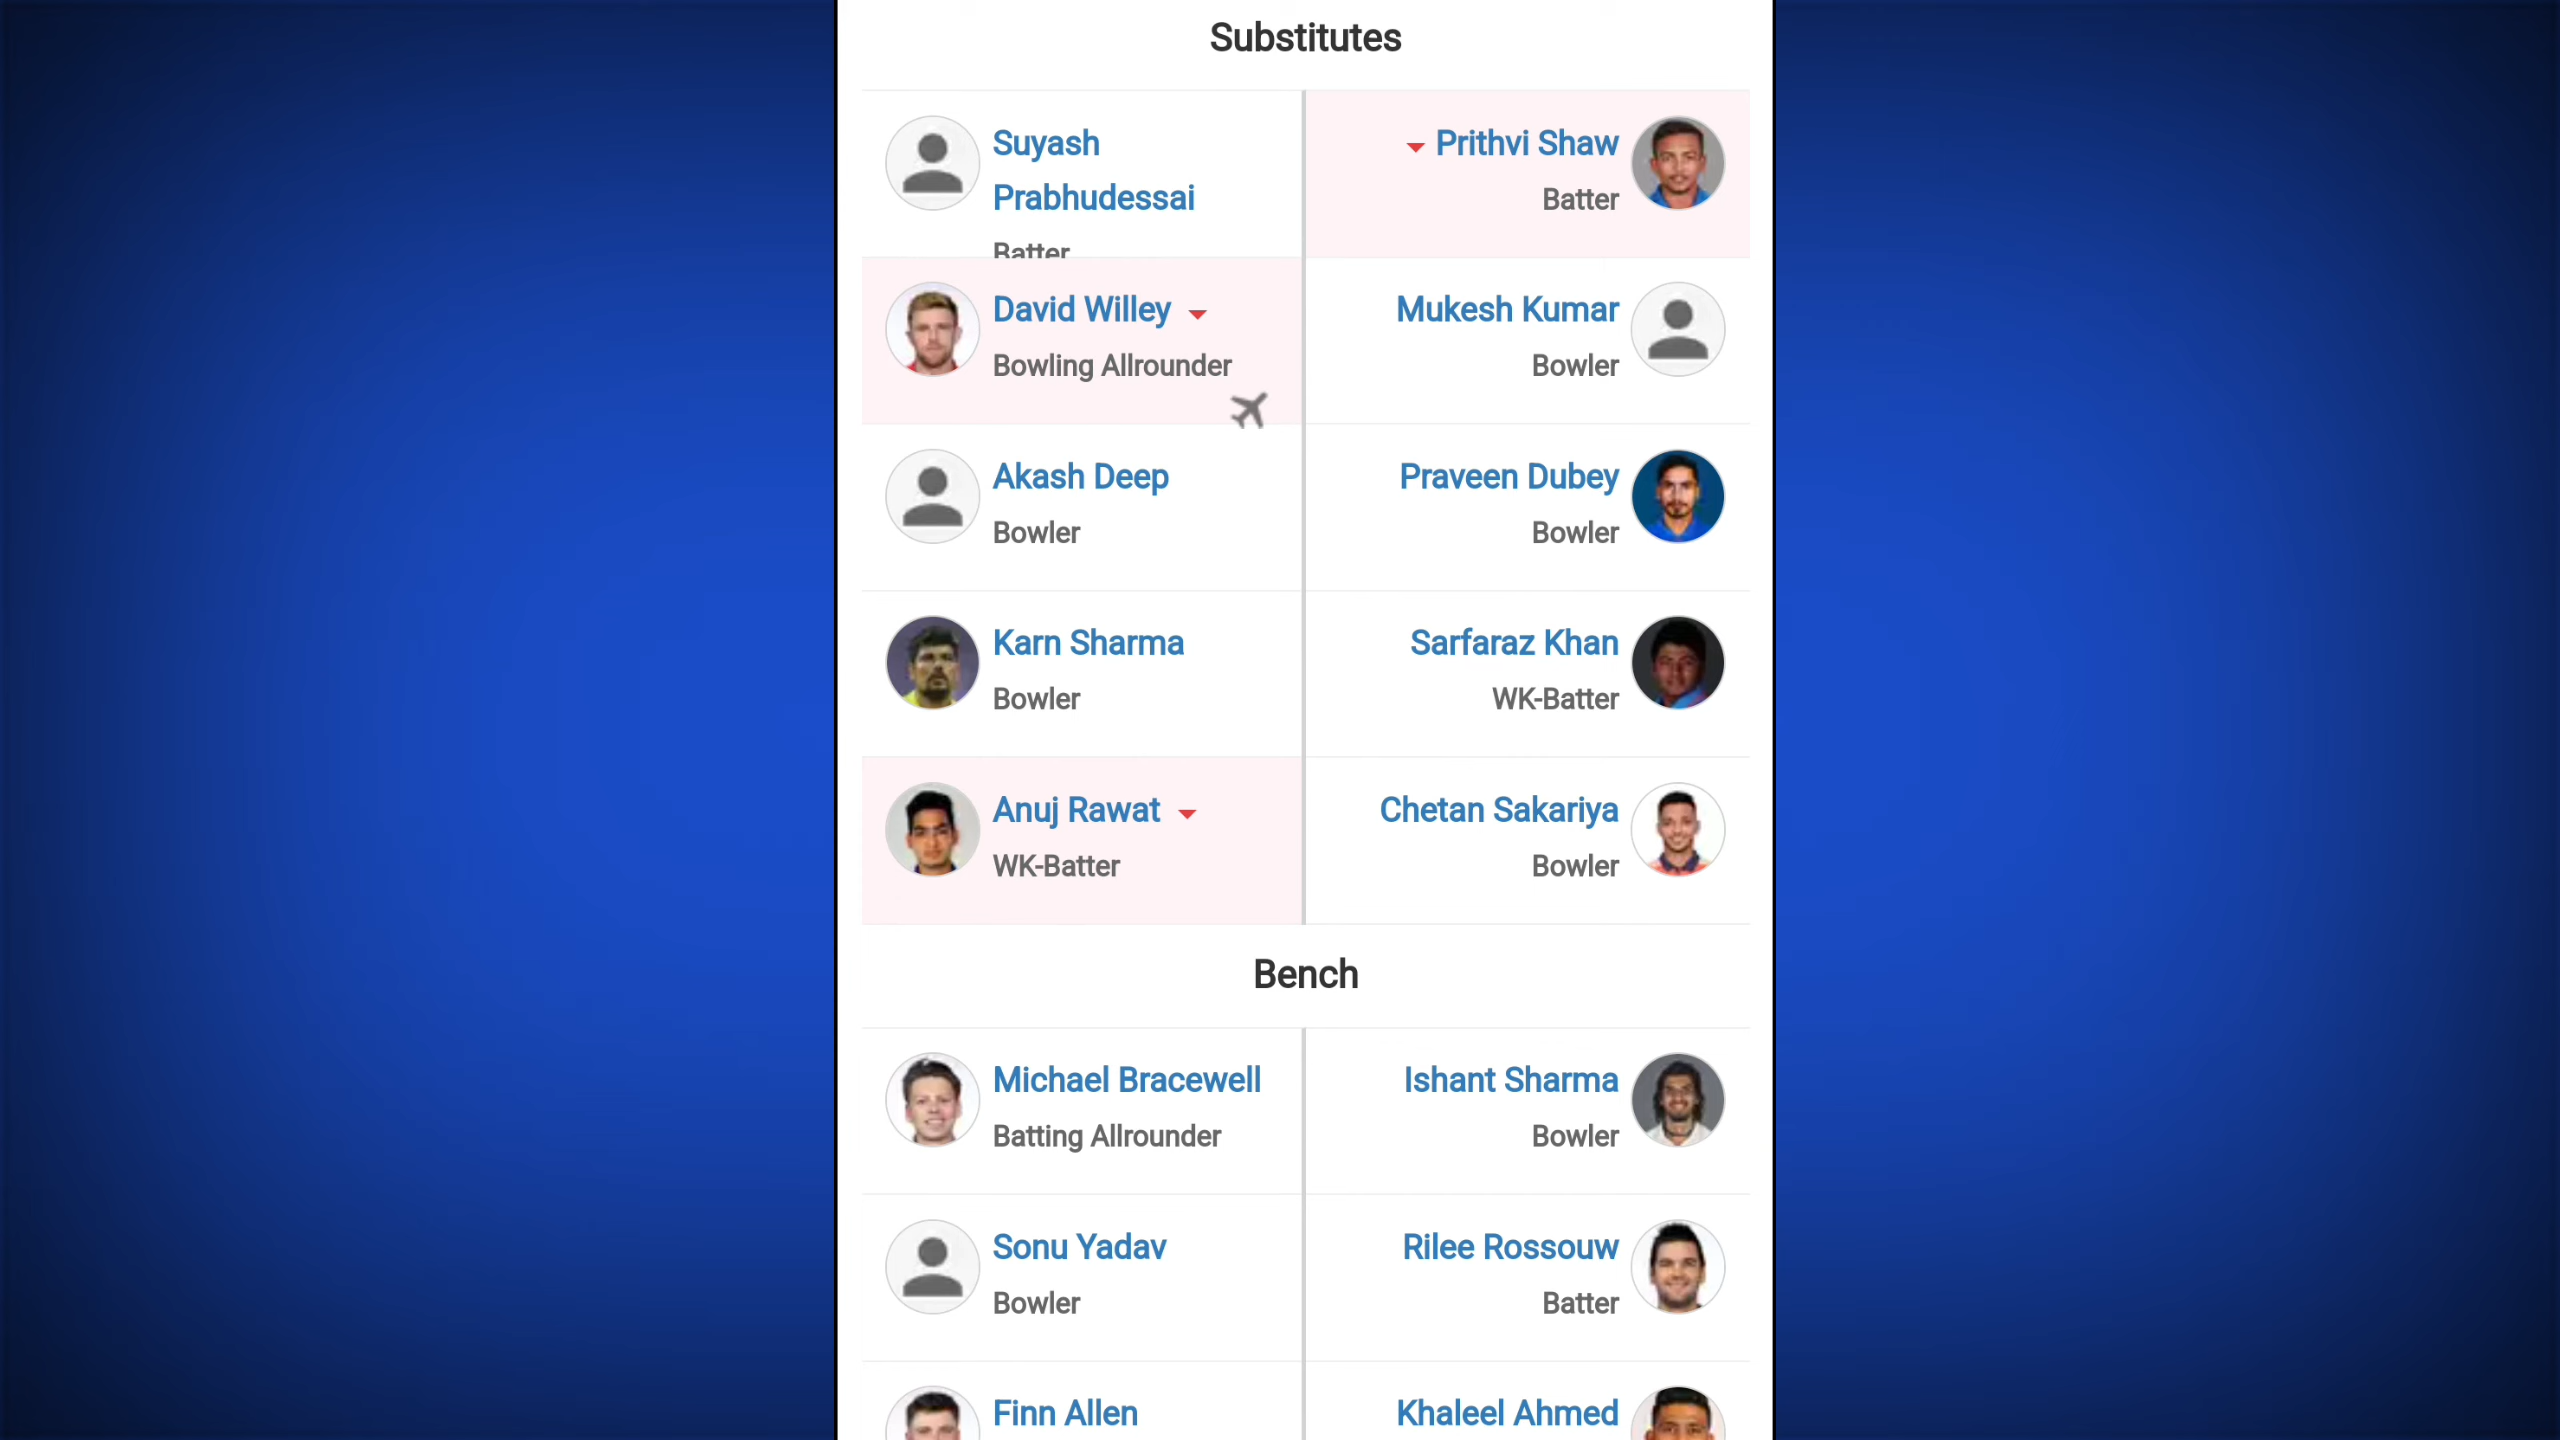 Substitutes
Suyash
Prabhudessai
Batter
Prithvi Shaw
Batter
David Willey
Bowling Allrounder
Mukesh Kumar
Bowler
Akash Deep
Bowler
Praveen Dubey
Bowler
Karn Sharma
Bowler
Sarfaraz Khan
WK-Batter
Anuj Rawat
WK-Batter
Chetan Sakariya
Bowler
Bench
Michael Bracewell
Batting Allrounder
Ishant Sharma
Bowler
Sonu Yadav
Bowler
Rilee Rossouw
Batter
Finn Allen
Khaleel Ahmed